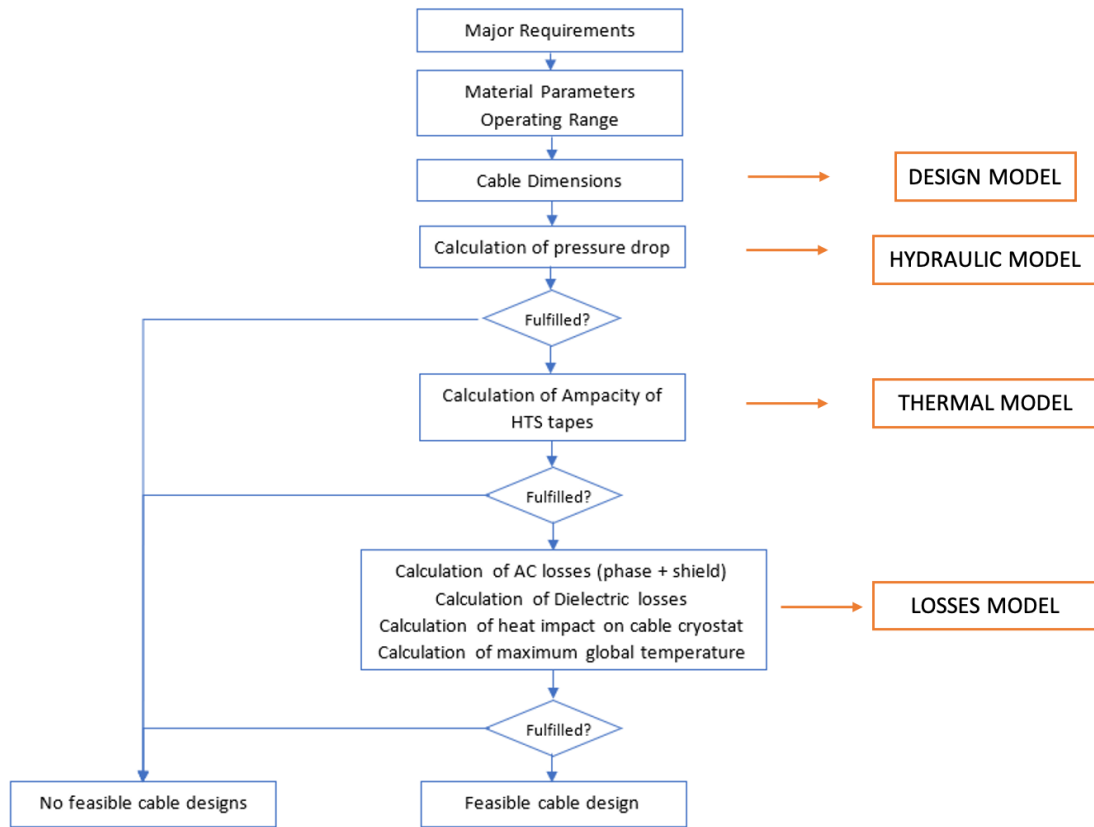 Major Requirements
Material Parameters
Operating Range
Cable Dimensions
DESIGN MODEL
Calculation of pressure drop
HYDRAULIC MODEL
Fulfilled?
Calculation of Ampacity of
HTS tapes
THERMAL MODEL
Fulfilled?
Calculation of AC losses (phase + shield)
Calculation of Dielectric losses
Calculation of heat impact on cable cryostat
Calculation of maximum global temperature
LOSSES MODEL
Fulfilled?
No feasible cable designs
Feasible cable design